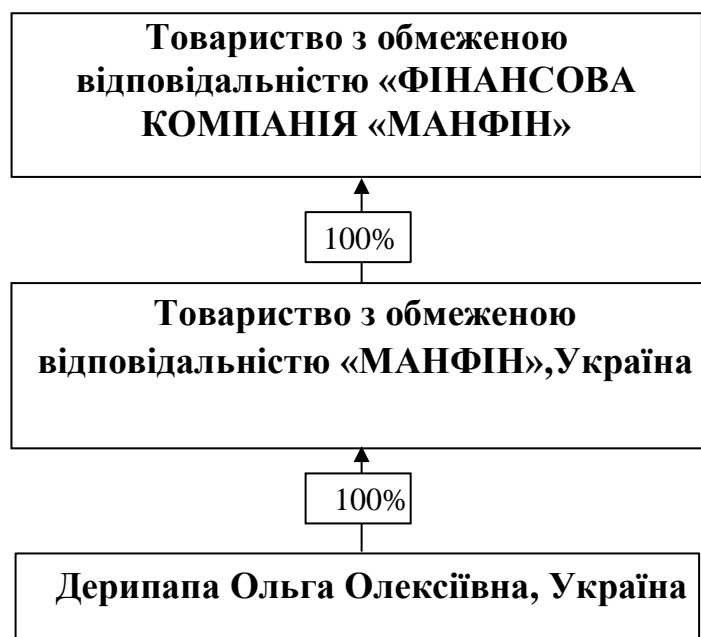 Товариство з обмеженою
відповідальністю «ФІНАНСОВА
КОМПАНІЯ «МАНФІН»
100%
Товариство з обмеженою
відповідальністю «МАНФІН»,Україна
100%
Дерипапа Ольга Олексіївна, Україна